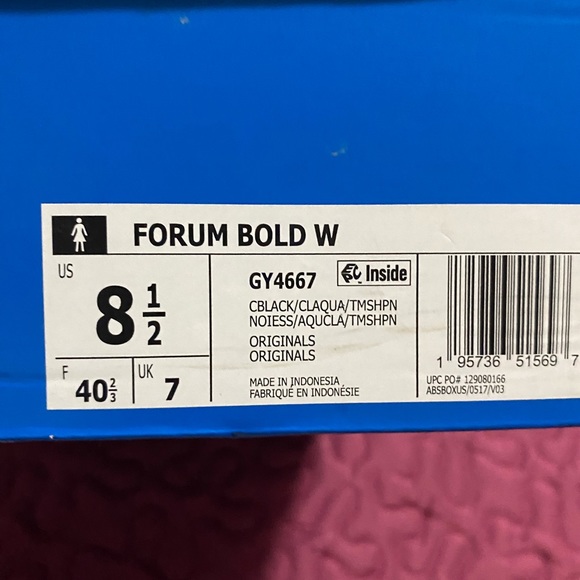 FORUM BOLD W
US
8 1/2
F
40 2/3
UK
7
GY4667
Inside
CBLACK/CLAQUA/TMSHPN
NOIESS/AQUCLA/TMSHPN
ORIGINALS
ORIGINALS
MADE IN INDONESIA
FABRIQUÉ EN INDONÉSIE
1 95736 51569 7
UPC PO# 129080166
ABSBOXUS/0517/V03